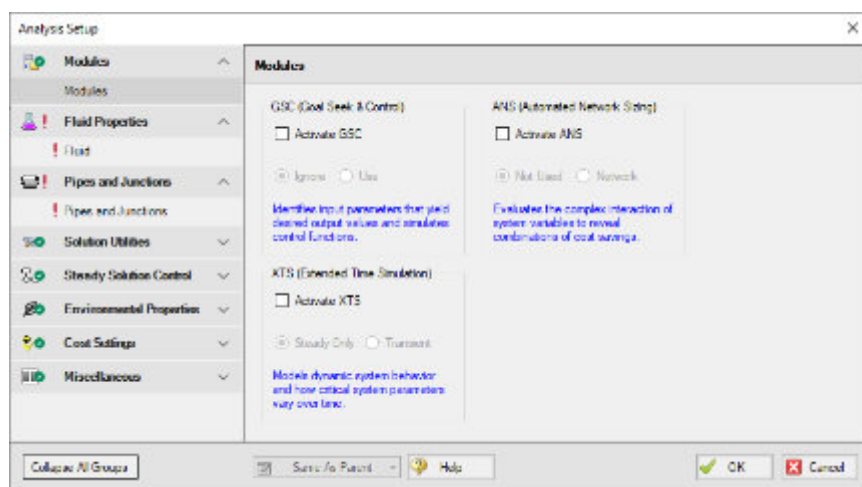 Analysis Setup
Modules
Modules
Fluid Properties
Fluid
Pipes and Junctions
Pipes and Junctions
Solution Utilities
Steady Solution Control
Environmental Properties
Cost Settings
Miscellaneous
Collapse All Groups
Modules
GSC (Goal Seek & Control)
Activate GSC
Ignore
Use
Identifies input parameters that yield
desired output values and simulates
control functions.
ANS (Automated Network Sizing)
Activate ANS
Not Used
Network
Evaluates the complex interaction of
system variables to reveal
combinations of cost savings.
XTS (Extended Time Simulation)
Activate XTS
Steady Only
Transient
Models dynamic system behavior
and how critical system parameters
vary over time.
Same As Parent
Help
OK
Cancel